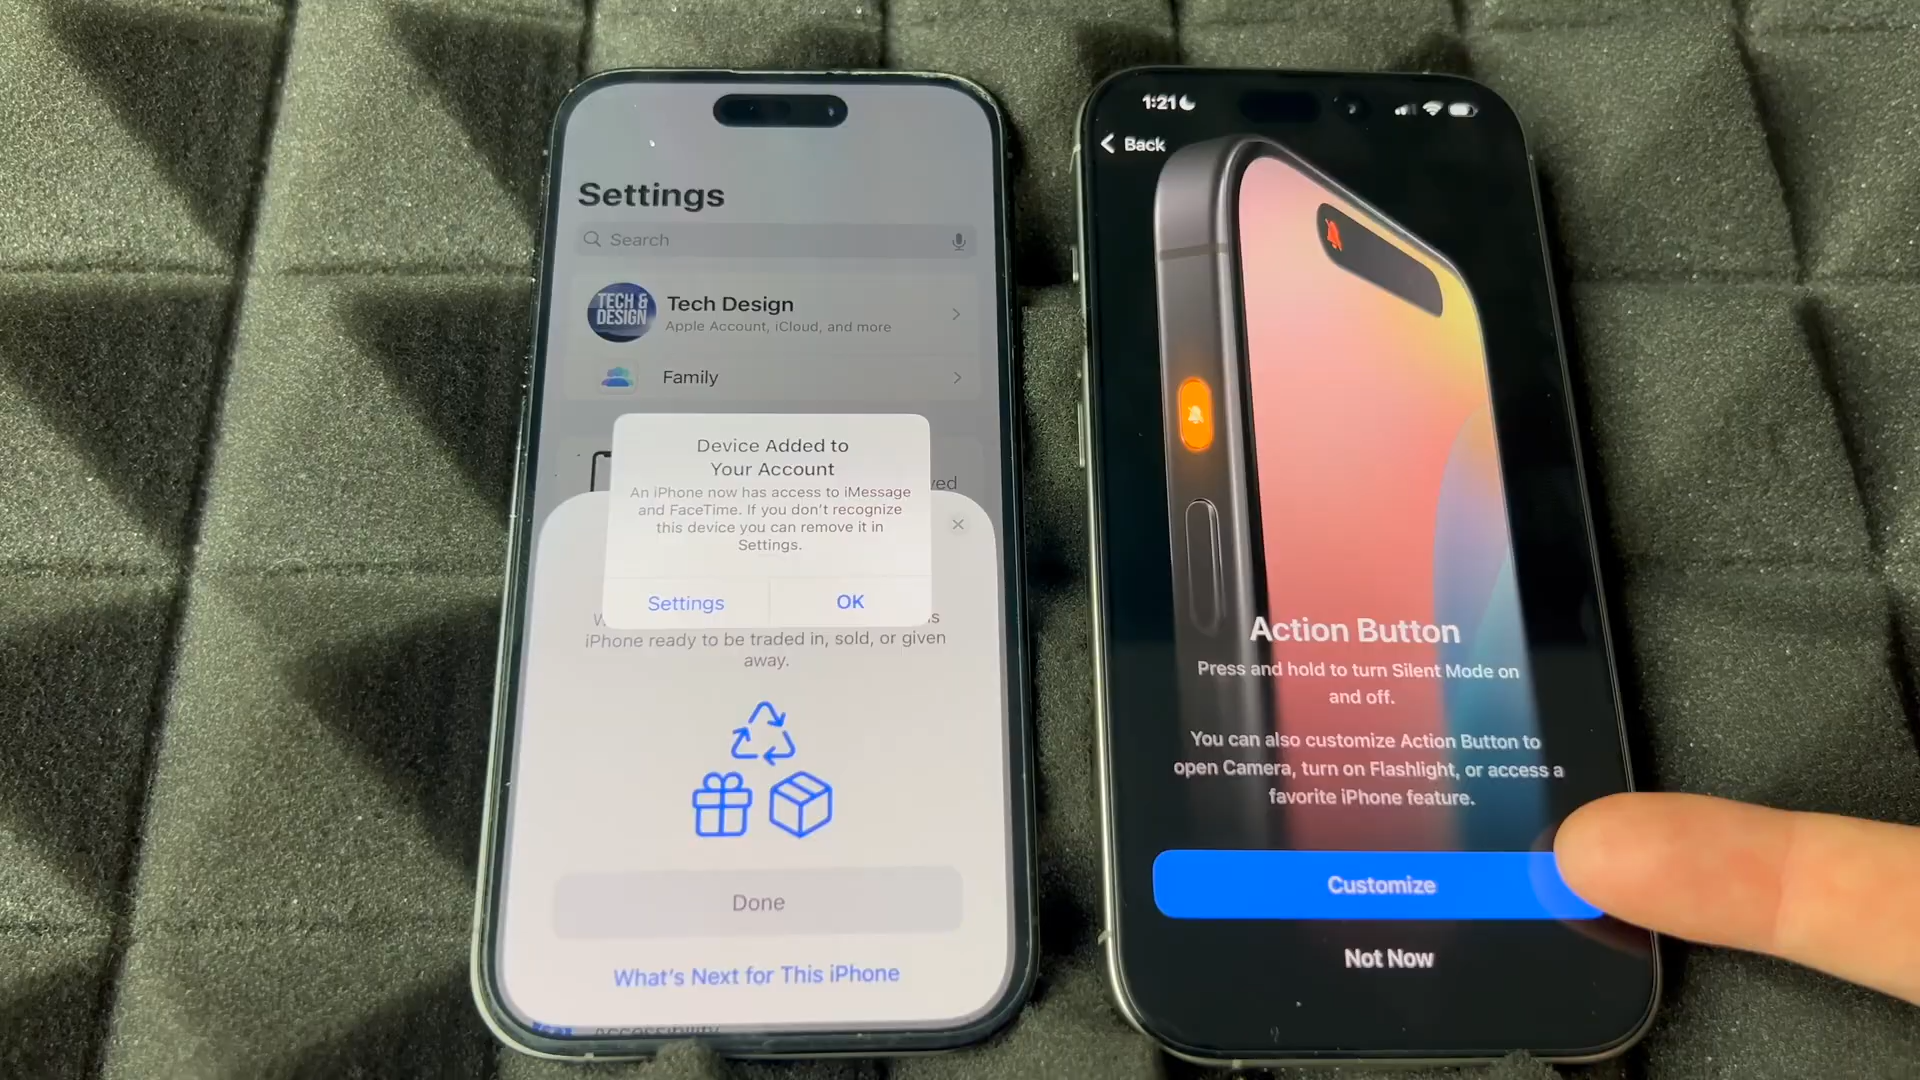 Settings
Search
TECH &
DESIGN
Tech Design
Apple Account, iCloud, and more
Family
Device Added to
Your Account
An iPhone now has access to iMessage
and FaceTime. If you don't recognize
this device you can remove it in
Settings.
Settings
OK
iPhone ready to be traded in, sold, or given
away.
Done
What's Next for This iPhone
Accessibility
1:21
Back
Action Button
Press and hold to turn Silent Mode on
and off.
You can also customize Action Button to
open Camera, turn on Flashlight, or access a
favorite iPhone feature.
Customize
Not Now